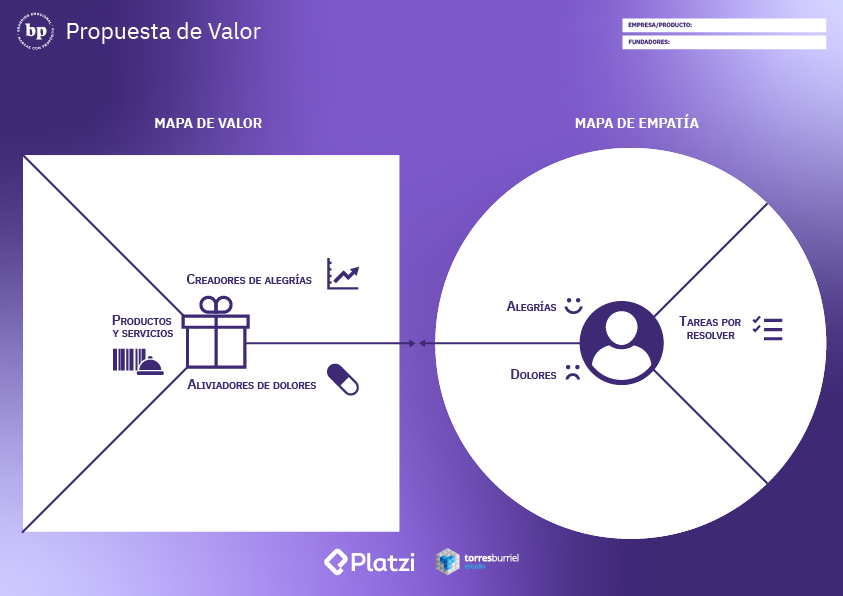 bp
Propuesta de Valor
EMPRESA/PRODUCTO:
FUNDADORES:
MAPA DE VALOR
MAPA DE EMPATÍA
CREADORES DE ALEGRÍAS
PRODUCTOS
Y SERVICIOS
ALIVIADORES DE DOLORES
ALEGRÍAS
DOLORES
TAREAS POR
RESOLVER
Platzi
torresburriel
estudio